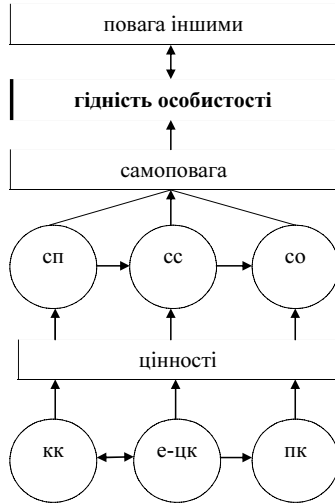 повага іншими
гідність особистості
самоповага
сп сс со
цінності
кк е-цк пк